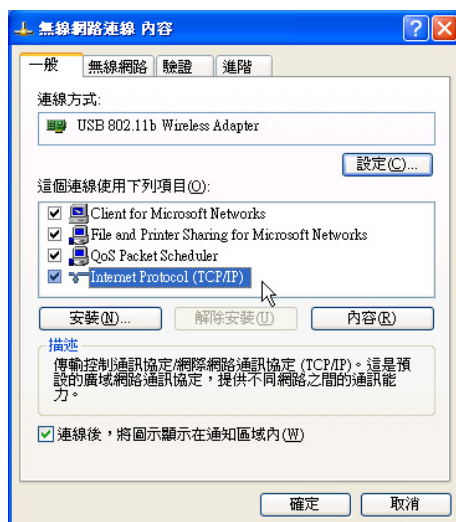 無線網路連線 內容
一般 無線網路 驗證 進階
連線方式:
USB 802.11b Wireless Adapter
設定(C)...
這個連線使用下列項目(O):
Client for Microsoft Networks
File and Printer Sharing for Microsoft Networks
QoS Packet Scheduler
Internet Protocol (TCP/IP)
安裝(N)... 解除安裝(U) 內容(R)
描述
傳輸控制通訊協定/網際網路通訊協定 (TCP/IP)。這是預
設的廣域網路通訊協定，提供不同網路之間的通訊能
力。
連線後，將圖示顯示在通知區域內(W)
確定 取消